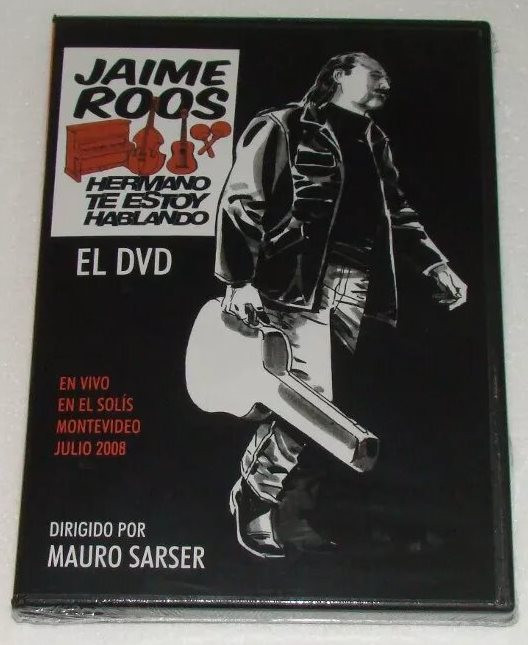 JAIME
ROOS
HERMANO
TE ESTOY
HABLANDO
EL DVD
EN VIVO
EN EL SOLÍS
MONTEVIDEO
JULIO 2008
DIRIGIDO POR
MAURO SARSER